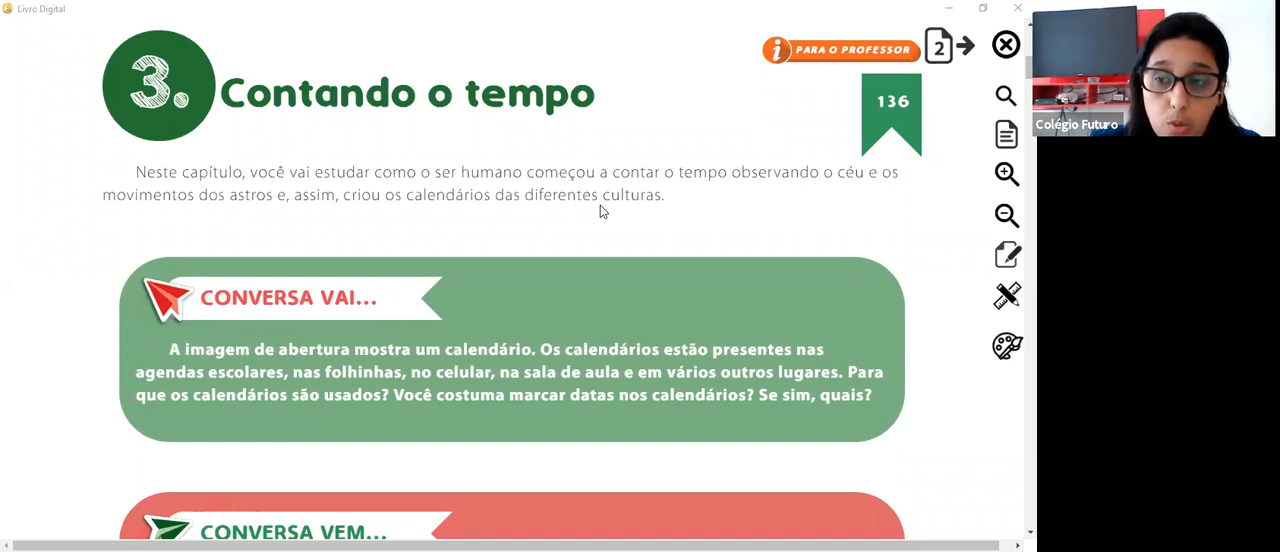 Livro Digital
3. Contando o tempo
PARA O PROFESSOR
2
136
Colégio Futuro
Neste capítulo, você vai estudar como o ser humano começou a contar o tempo observando o céu e os
movimentos dos astros e, assim, criou os calendários das diferentes culturas.
CONVERSA VAI...
A imagem de abertura mostra um calendário. Os calendários estão presentes nas
agendas escolares, nas folhinhas, no celular, na sala de aula e em vários outros lugares. Para
que os calendários são usados? Você costuma marcar datas nos calendários? Se sim, quais?
CONVERSA VEM...